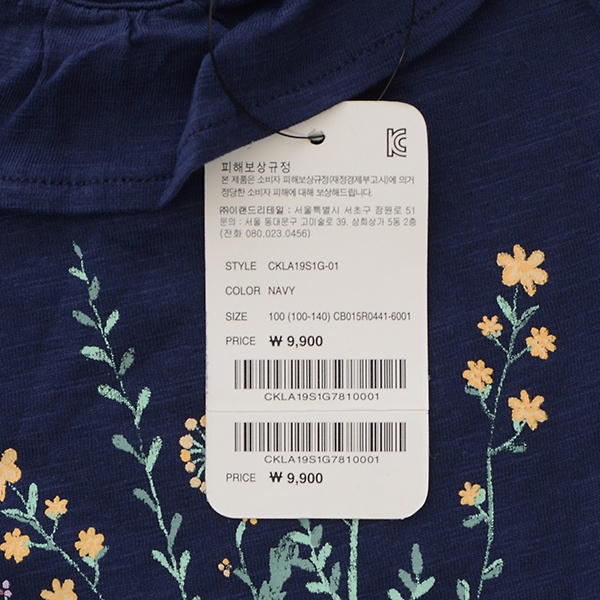 KC
피해보상규정
본 제품은 소비자 피해보상규정(재정경제부고시)에 의거
정당한 소비자 피해에 대해 보상해드립니다.
㈜이랜드리테일 : 서울특별시 서초구 잠원로 51
문의 : 서울 동대문구 고미술로 39. 삼희상가 5동 2층
(전화 080.023.0456)
STYLE CKLA19S1G-01
COLOR NAVY
SIZE 100 (100-140) CB015R0441-6001
PRICE ₩ 9,900
CKLA19S1G7810001
CKLA19S1G7810001
PRICE ₩ 9,900